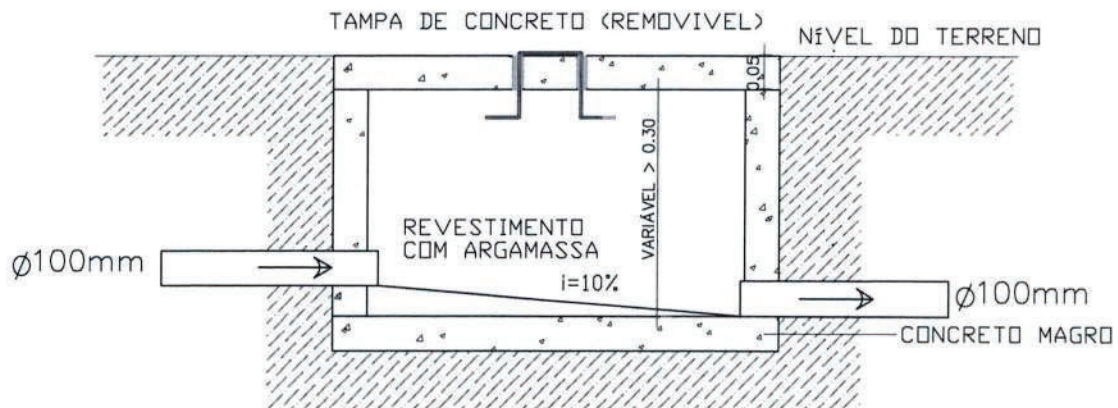 TAMPA DE CONCRETO (REMOVIVEL)
NÍVEL DO TERRENO
0.05
VARIÁVEL > 0.30
REVESTIMENTO
COM ARGAMASSA
i=10%
Ø100mm
Ø100mm
CONCRETO MAGRO